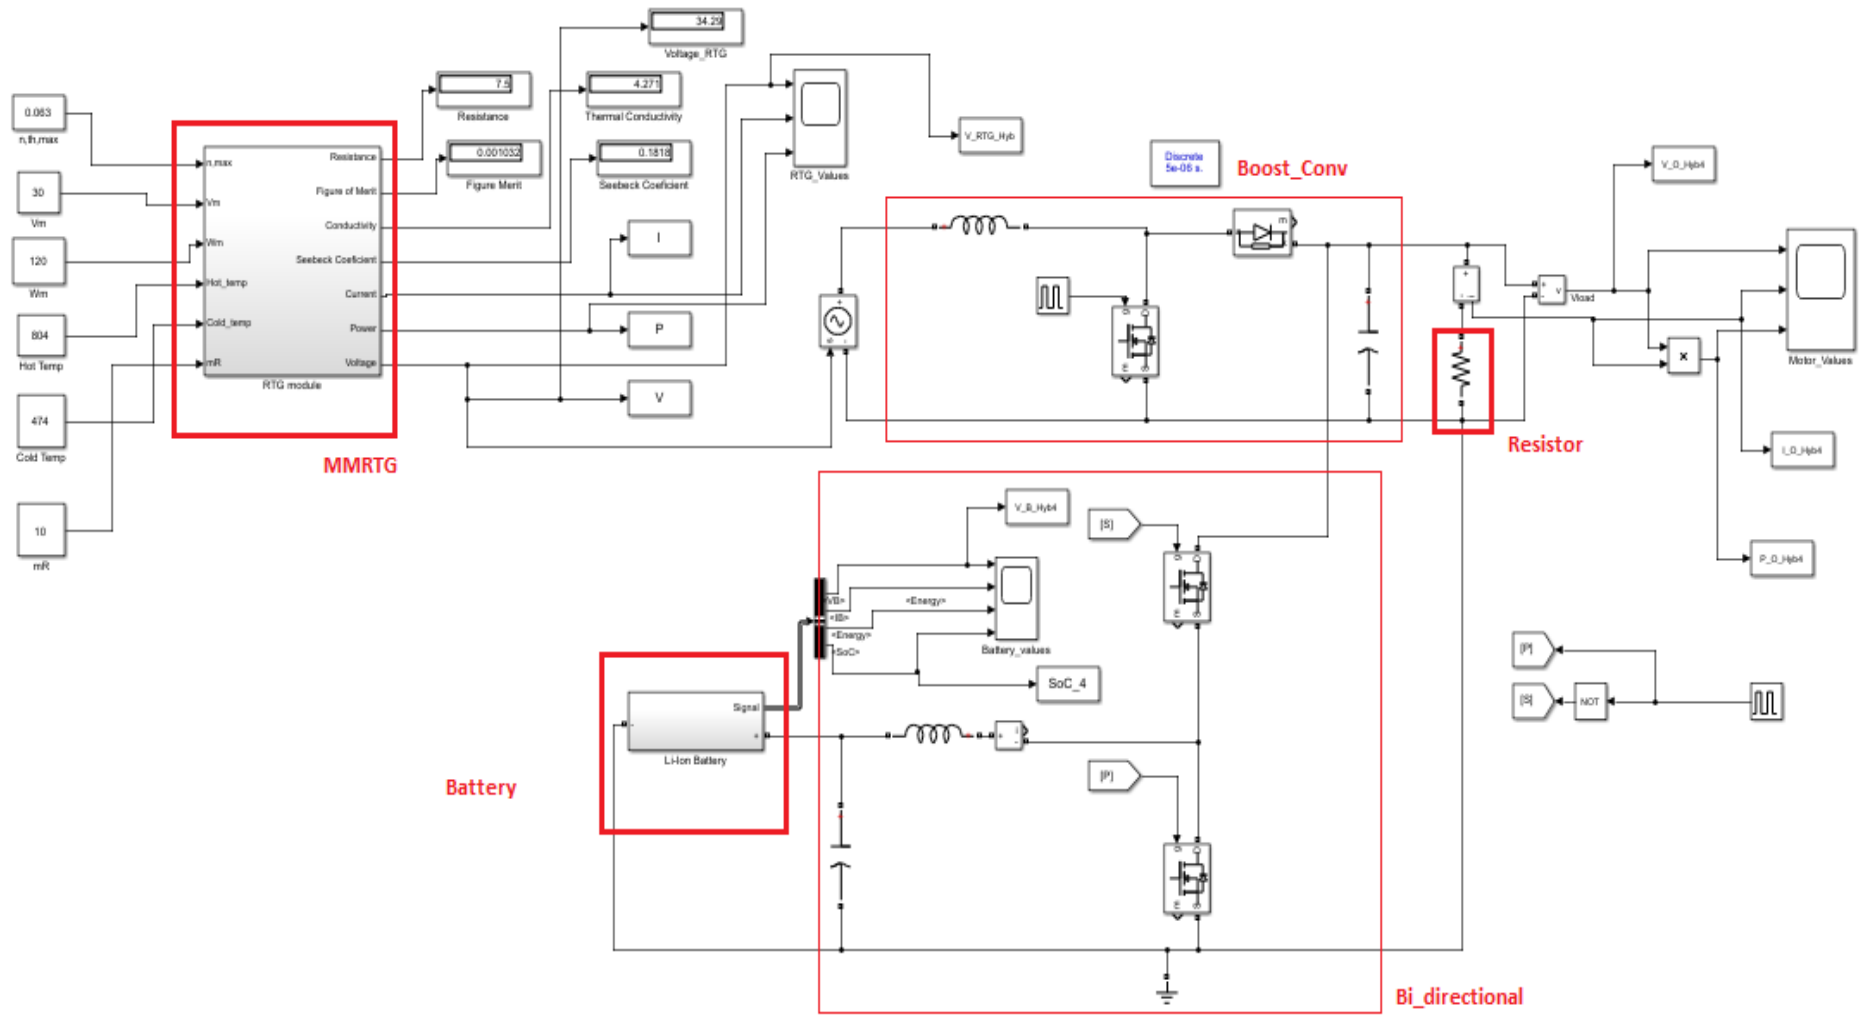 34.29
Voltage_RTG
7.5
Resistance
4.271
Thermal Conductivity
0.063
n,th,max
0.001032
Figure Merit
0.1818
Seebeck Coeficient
RTG_Values
V_RTG_Hyb
Discrete
5e-06 s.
Boost_Conv
V_O_Hyb4
30
Vm
120
Wm
804
Hot Temp
474
Cold Temp
10
mR
n,max
Vm
Wm
Hot_temp
Cold_temp
mR
Resistance
Figure of Merit
Conductivity
Seebeck Coeficient
Current
Power
Voltage
RTG module
MMRTG
I
P
V
m
g
C
m
S
s
v
Vload
×
Motor_Values
Resistor
I_O_Hyb4
P_O_Hyb4
V_B_Hyb4
[S]
<VB>
<IB>
<Energy>
<Energy>
<SoC>
Battery_values
SoC_4
Signal
Li-Ion Battery
Battery
[P]
[P]
[S]
NOT
g
C
m
S
g
C
m
S
Bi_directional